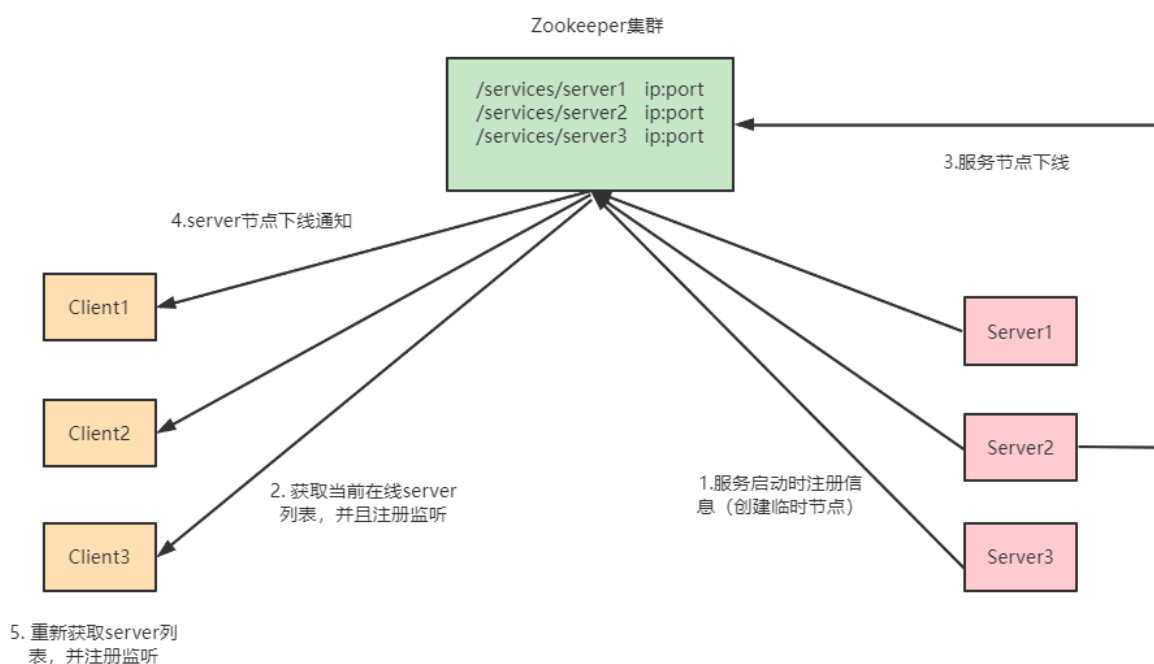 Zookeeper集群
/services/server1 ip:port
/services/server2 ip:port
/services/server3 ip:port
3.服务节点下线
4.server节点下线通知
Client1
Server1
Client2
Server2
2. 获取当前在线server
列表，并且注册监听
1.服务启动时注册信
息（创建临时节点）
Client3
Server3
5. 重新获取server列
表，并注册监听